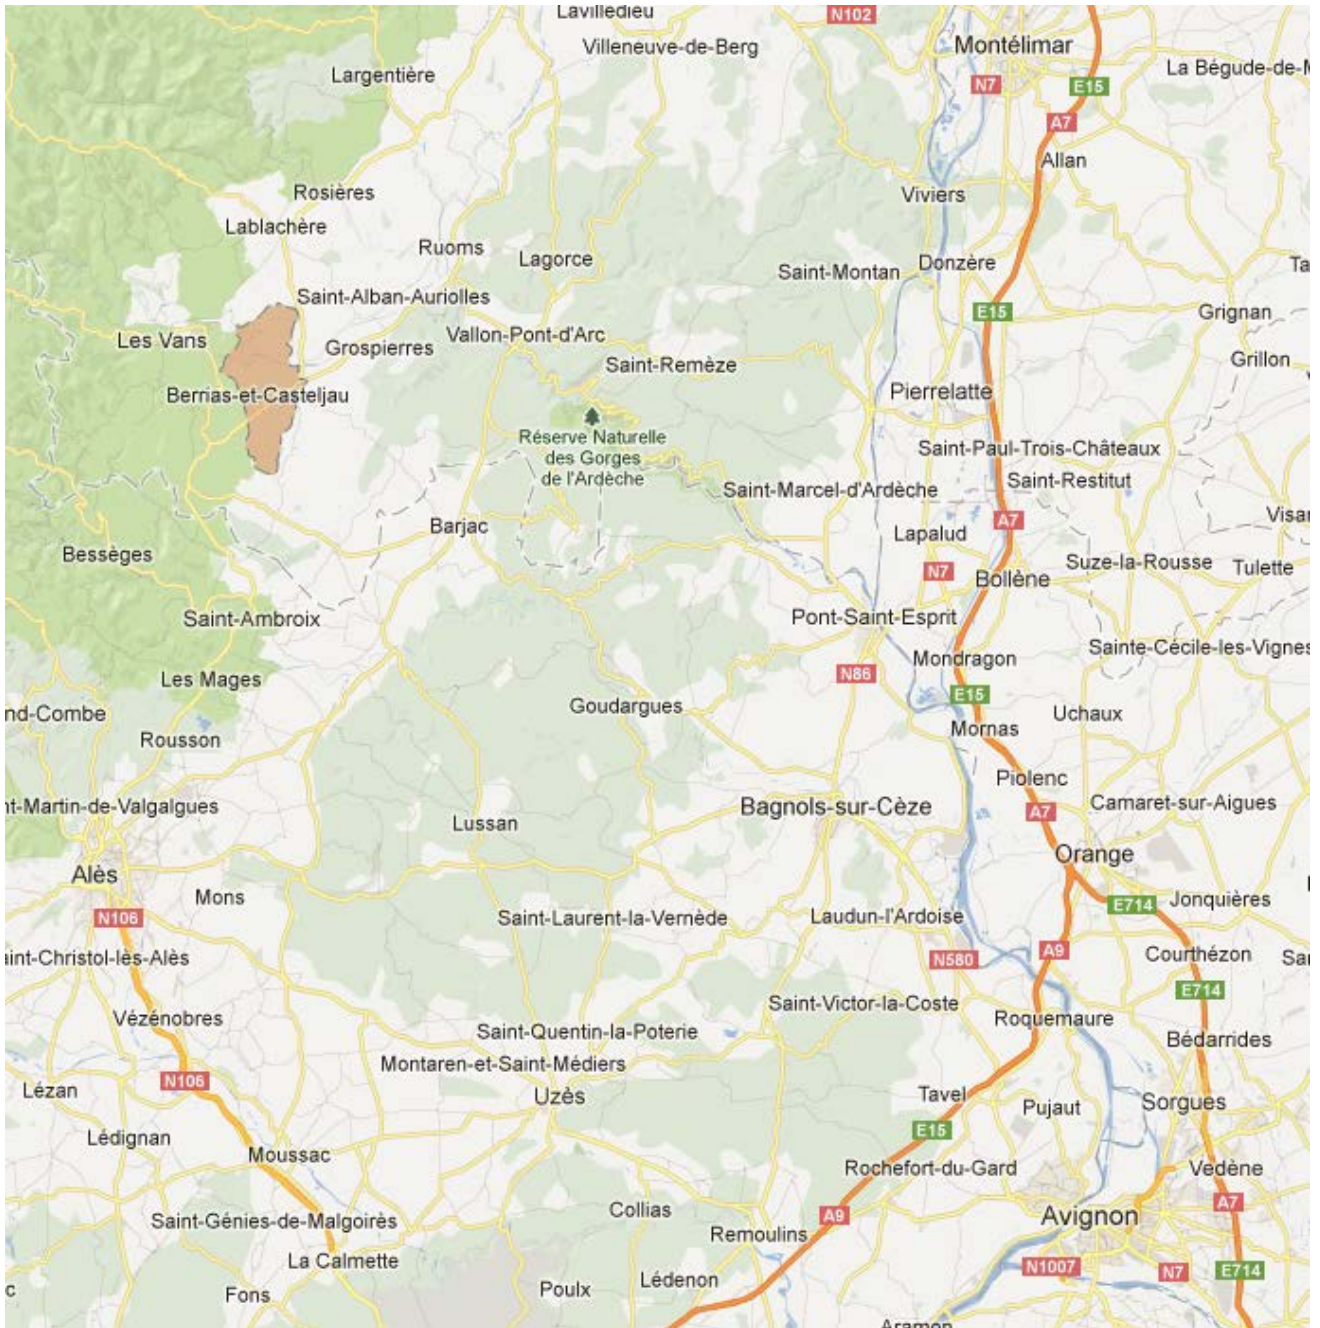 Lavilledieu
N102
Villeneuve-de-Berg
Montélimar
Largentière
N7
E15
La Bégude-de-M
A7
Allan
Rosières
Viviers
Lablachère
Ruoms
Lagorce
Saint-Montan
Donzère
Ta
Saint-Alban-Auriolles
E15
Grignan
Les Vans
Grospierres
Vallon-Pont-d'Arc
Saint-Remèze
Grillon
Berrias-et-Casteljau
Pierrelatte
Réserve Naturelle
des Gorges
de l'Ardèche
Saint-Paul-Trois-Châteaux
Saint-Marcel-d'Ardèche
Saint-Restitut
Barjac
Lapalud
A7
Visan
Bessèges
N7
Bollène
Suze-la-Rousse
Tulette
Saint-Ambroix
Pont-Saint-Esprit
Mondragon
Sainte-Cécile-les-Vignes
Les Mages
N86
E15
nd-Combe
Goudargues
Uchaux
Rousson
Mornas
Piolenc
nt-Martin-de-Valgalgues
Lussan
Bagnols-sur-Cèze
A7
Camaret-sur-Aigues
Orange
Alès
Mons
E714
Jonquières
N106
Saint-Laurent-la-Vernède
Laudun-l'Ardoise
aint-Christol-lès-Alès
N580
A9
Courthézon
Sar
E714
Vézénobres
Saint-Victor-la-Coste
Roquemaure
Saint-Quentin-la-Poterie
Bédarrides
Montaren-et-Saint-Médiers
Lézan
N106
Uzès
Tavel
Pujaut
Sorgues
Lédignan
E15
Moussac
Rochefort-du-Gard
Vedène
Saint-Génies-de-Malgoirès
Collias
Remoulins
A9
Avignon
A7
La Calmette
N1007
N7
E714
c
Fons
Poulx
Lédenon
Aramon